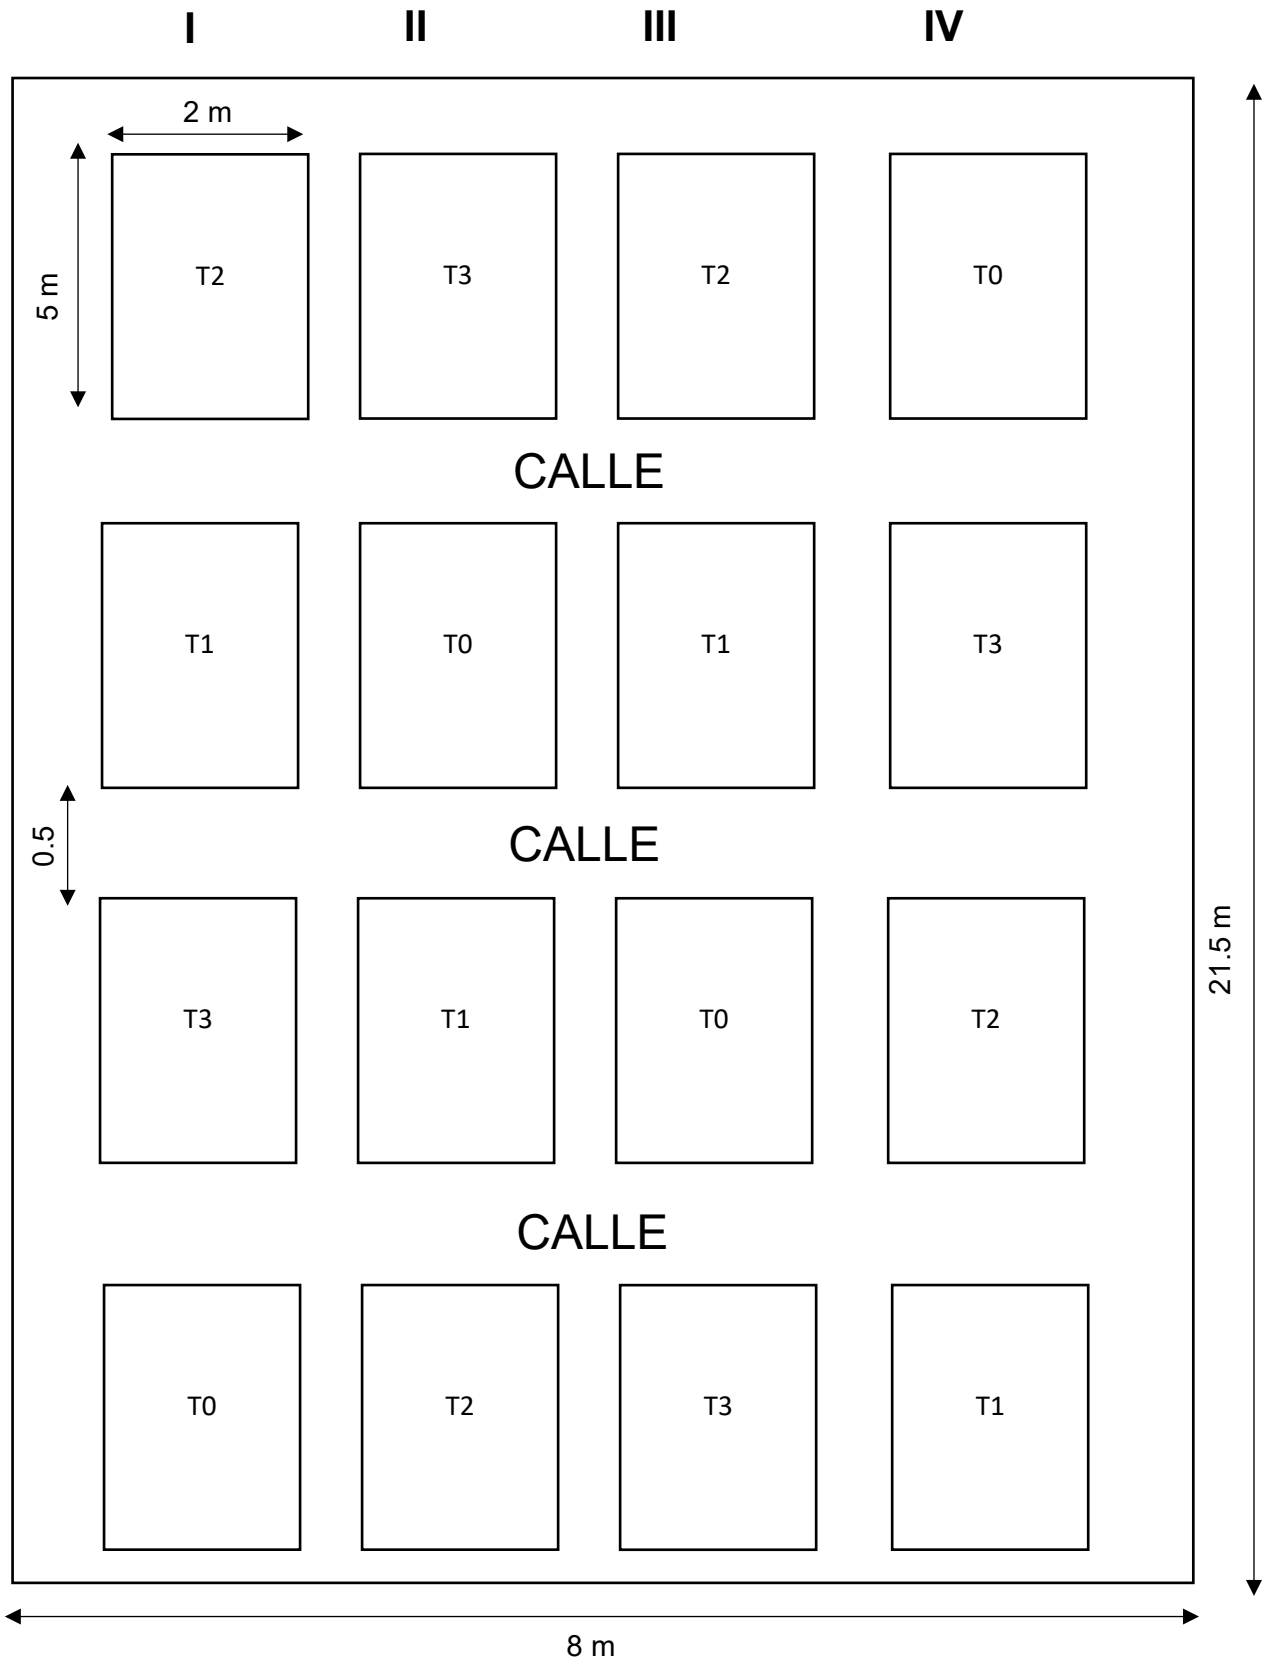 I II III IV
2 m
5 m
T2 T3 T2 T0
CALLE
T1 T0 T1 T3
0.5
CALLE
21.5 m
T3 T1 T0 T2
CALLE
T0 T2 T3 T1
8 m